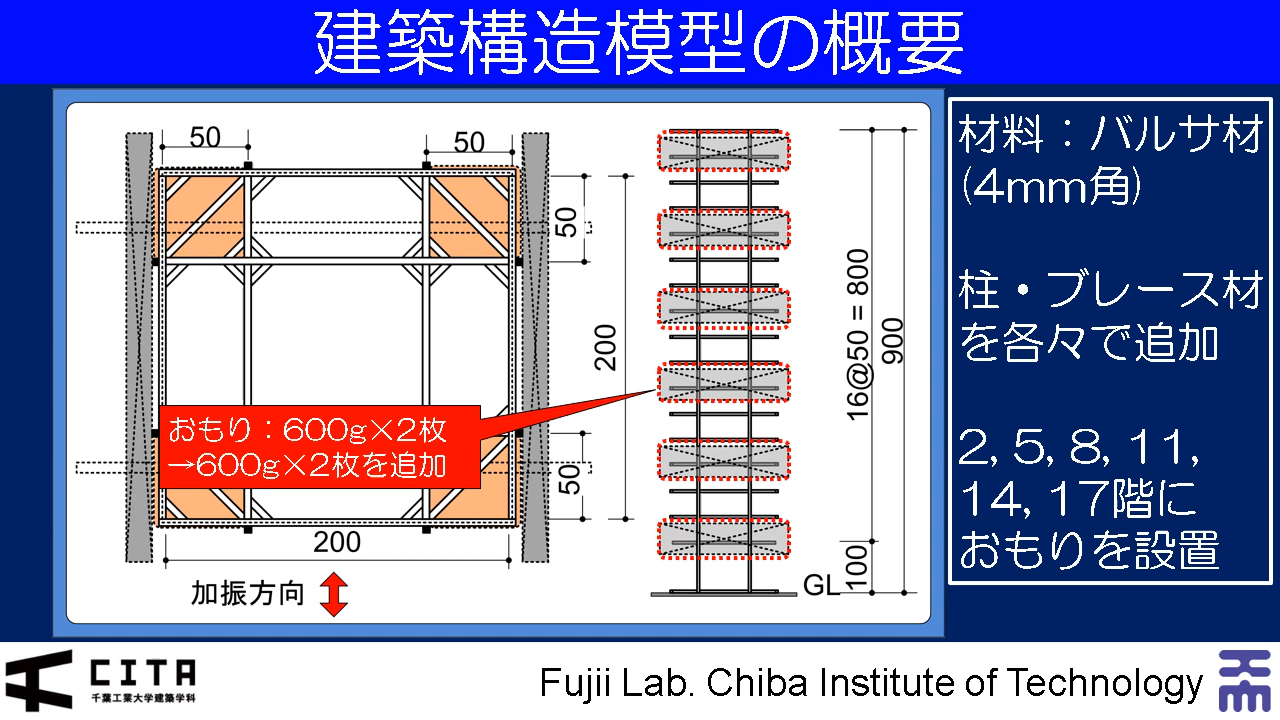 建築構造模型の概要
50
50
50
200
50
200
加振方向
おもり：600g×2枚
→600g×2枚を追加
16@50 = 800
900
100
GL
材料：バルサ材
(4mm角)
柱・ブレース材
を各々で追加
2, 5, 8, 11,
14, 17階に
おもりを設置
CITA
千葉工業大学建築学科
Fujii Lab. Chiba Institute of Technology